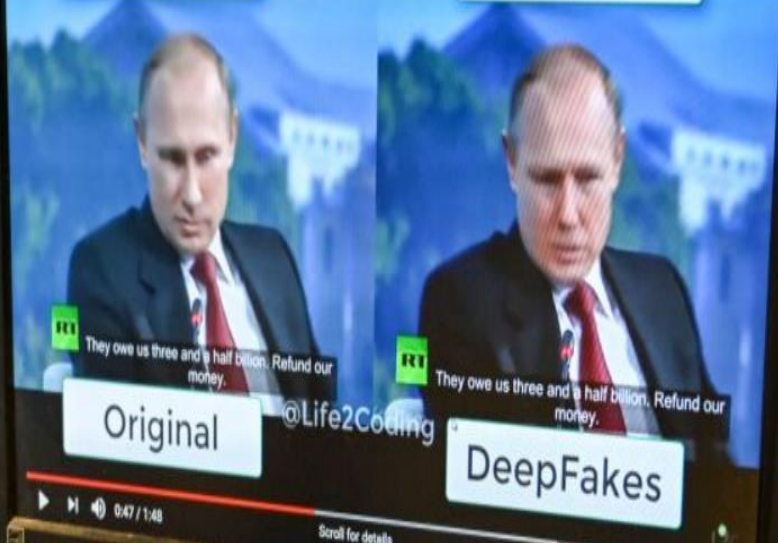 RT
They owe us three and a half billion. Refund our
money.
RT
They owe us three and a half billion. Refund our
money.
Original
@Life2Coding
DeepFakes
0:47 / 1:48
Scroll for details